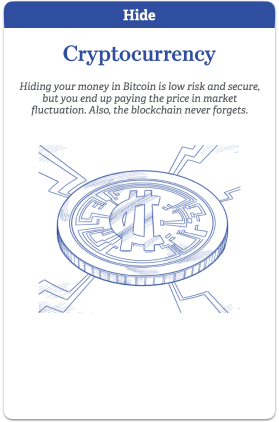 Hide
Cryptocurrency
Hiding your money in Bitcoin is low risk and secure,
but you end up paying the price in market
fluctuation. Also, the blockchain never forgets.